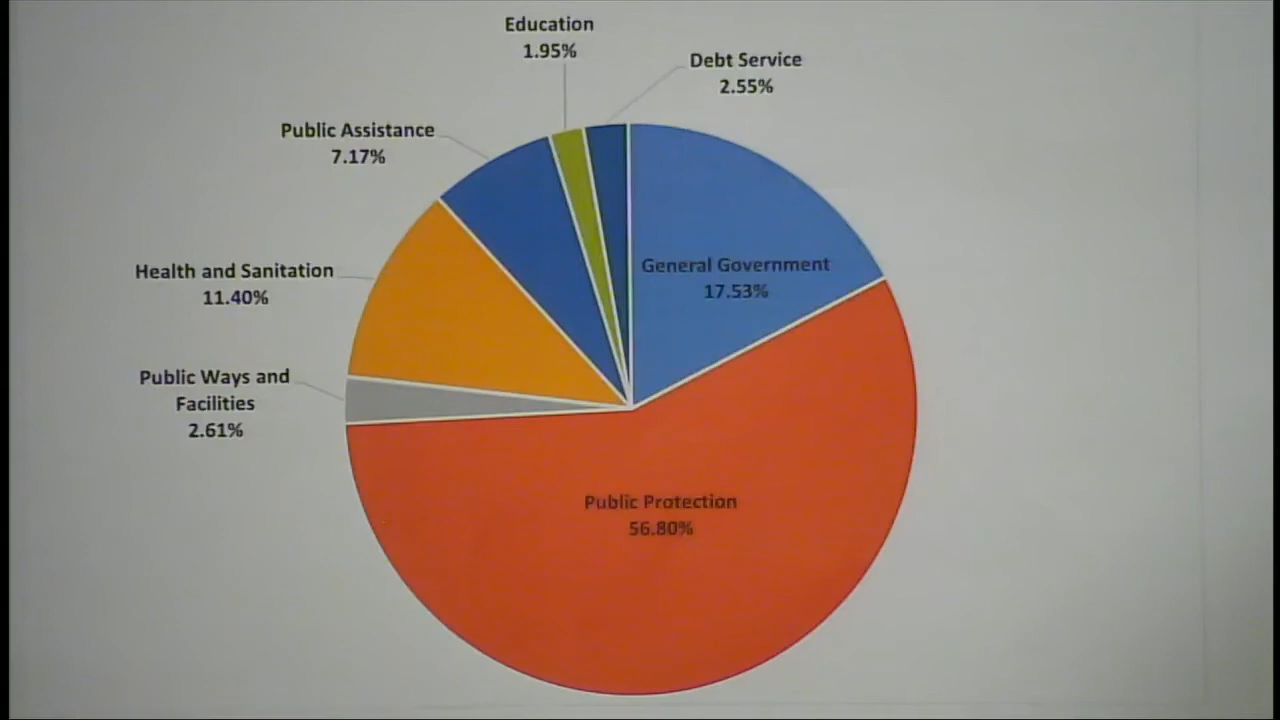 Education
1.95%
Debt Service
2.55%
Public Assistance
7.17%
General Government
17.53%
Health and Sanitation
11.40%
Public Ways and
Facilities
2.61%
Public Protection
56.80%